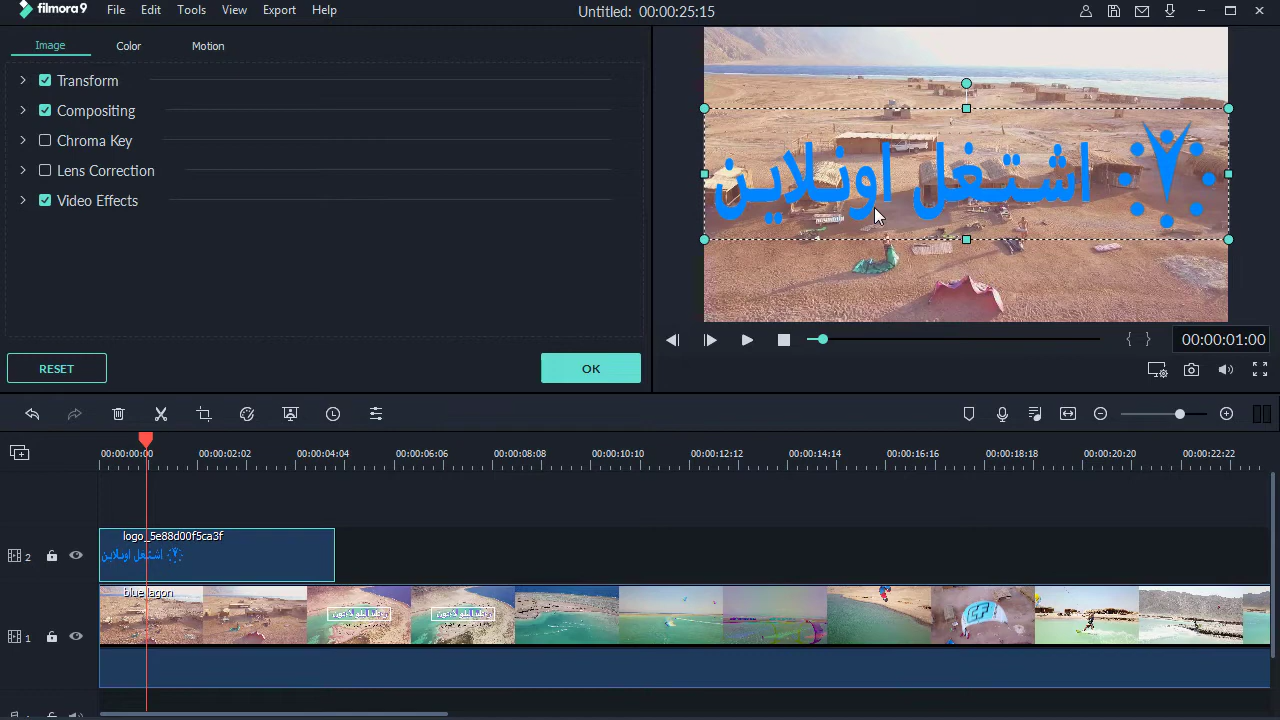 filmora9 File Edit Tools View Export Help Untitled: 00:00:25:15
Image Color Motion
Transform
Compositing
Chroma Key
Lens Correction
Video Effects
اشتغل اونلاين
RESET OK
00:00:01:00
00:00:00:00 00:00:02:02 00:00:04:04 00:00:06:06 00:00:08:08 00:00:10:10 00:00:12:12 00:00:14:14 00:00:16:16 00:00:18:18 00:00:20:20 00:00:22:22
logo_5e88d00f5ca3f
اشتغل اونلاين
2
blue lagon
1